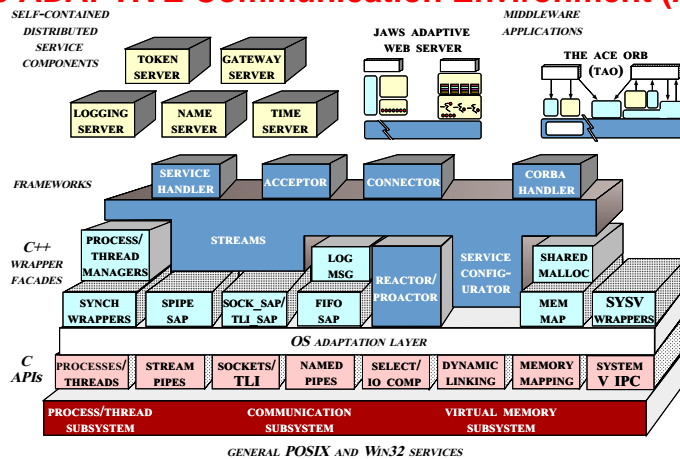 ADAPTIVE Communication Environment
SELF-CONTAINED
DISTRIBUTED
SERVICE
COMPONENTS
TOKEN
SERVER
GATEWAY
SERVER
LOGGING
SERVER
NAME
SERVER
TIME
SERVER
JAWS ADAPTIVE
WEB SERVER
MIDDLEWARE
APPLICATIONS
THE ACE ORB
(TAO)
FRAMEWORKS
SERVICE
HANDLER
ACCEPTOR
CONNECTOR
CORBA
HANDLER
STREAMS
C++
WRAPPER
FACADES
PROCESS/
THREAD
MANAGERS
LOG
MSG
REACTOR/
PROACTOR
SERVICE
CONFIG-
URATOR
SHARED
MALLOC
SYNCH
WRAPPERS
SPIPE
SAP
SOCK_SAP/
TLI_SAP
FIFO
SAP
MEM
MAP
SYSV
WRAPPERS
OS ADAPTATION LAYER
C
APIS
PROCESSES/
THREADS
STREAM
PIPES
SOCKETS/
TLI
NAMED
PIPES
SELECT/
IO COMP
DYNAMIC
LINKING
MEMORY
MAPPING
SYSTEM
V IPC
PROCESS/THREAD
SUBSYSTEM
COMMUNICATION
SUBSYSTEM
VIRTUAL MEMORY
SUBSYSTEM
GENERAL POSIX AND WIN32 SERVICES